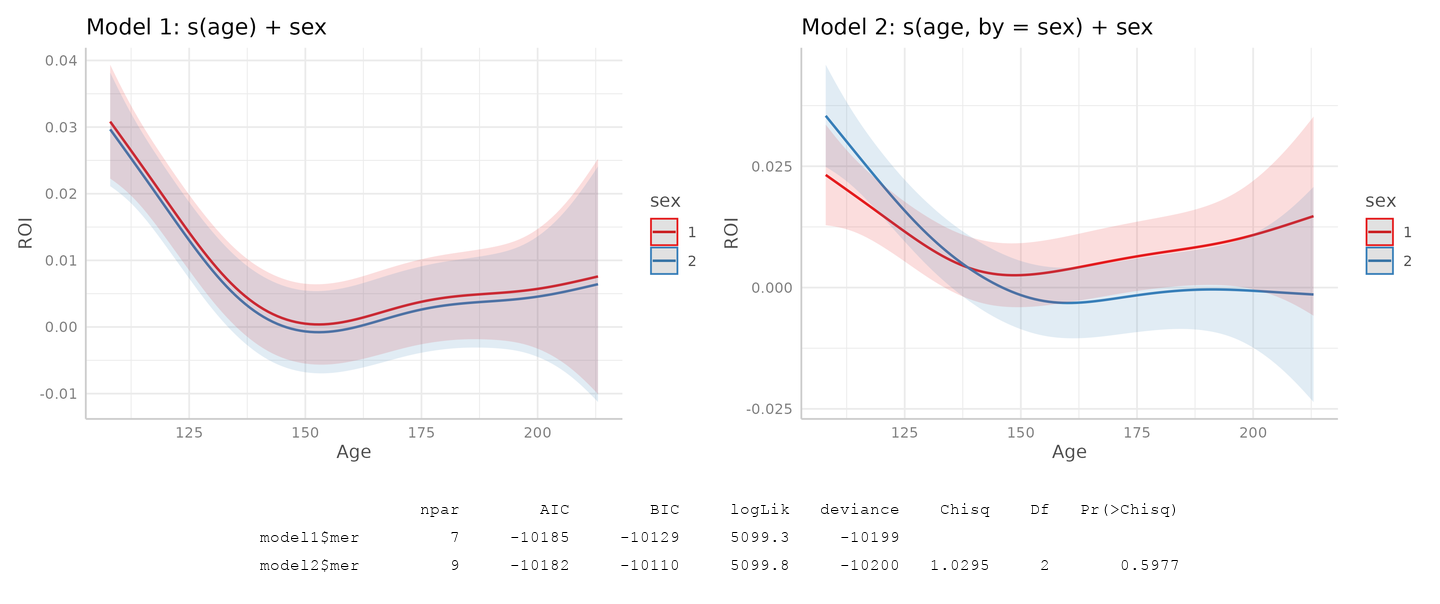 Model 1: s(age) + sex
0.04
0.03
0.02
0.01
0.00
-0.01
ROI
125 150 175 200
Age
sex
1
2
Model 2: s(age, by = sex) + sex
0.025
0.000
-0.025
ROI
125 150 175 200
Age
sex
1
2
npar AIC BIC logLik deviance Chisq Df Pr(>Chisq)
model1$mer 7 -10185 -10129 5099.3 -10199
model2$mer 9 -10182 -10110 5099.8 -10200 1.0295 2 0.5977